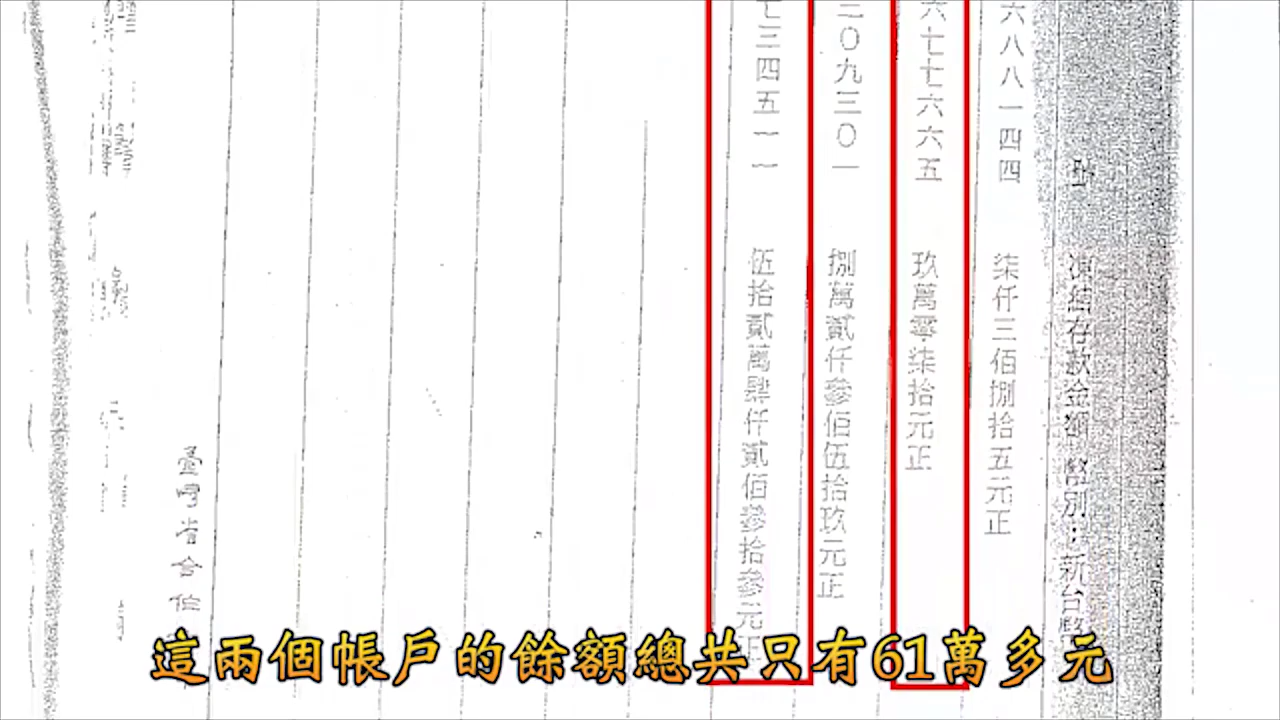 凍結存款金額 幣別：新台幣
六八八一四四 柒仟三佰捌拾五元正
六七七六六五 玖萬零柒拾元正
三〇九三〇一 捌萬貳仟參佰伍拾玖元正
七三四五一一 伍拾貳萬肆仟貳佰參拾參元正
臺灣省合作
這兩個帳戶的餘額總共只有61萬多元